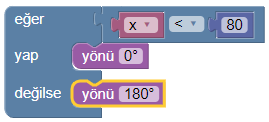 eğer x < 80
yap yönü 0°
değilse yönü 180°